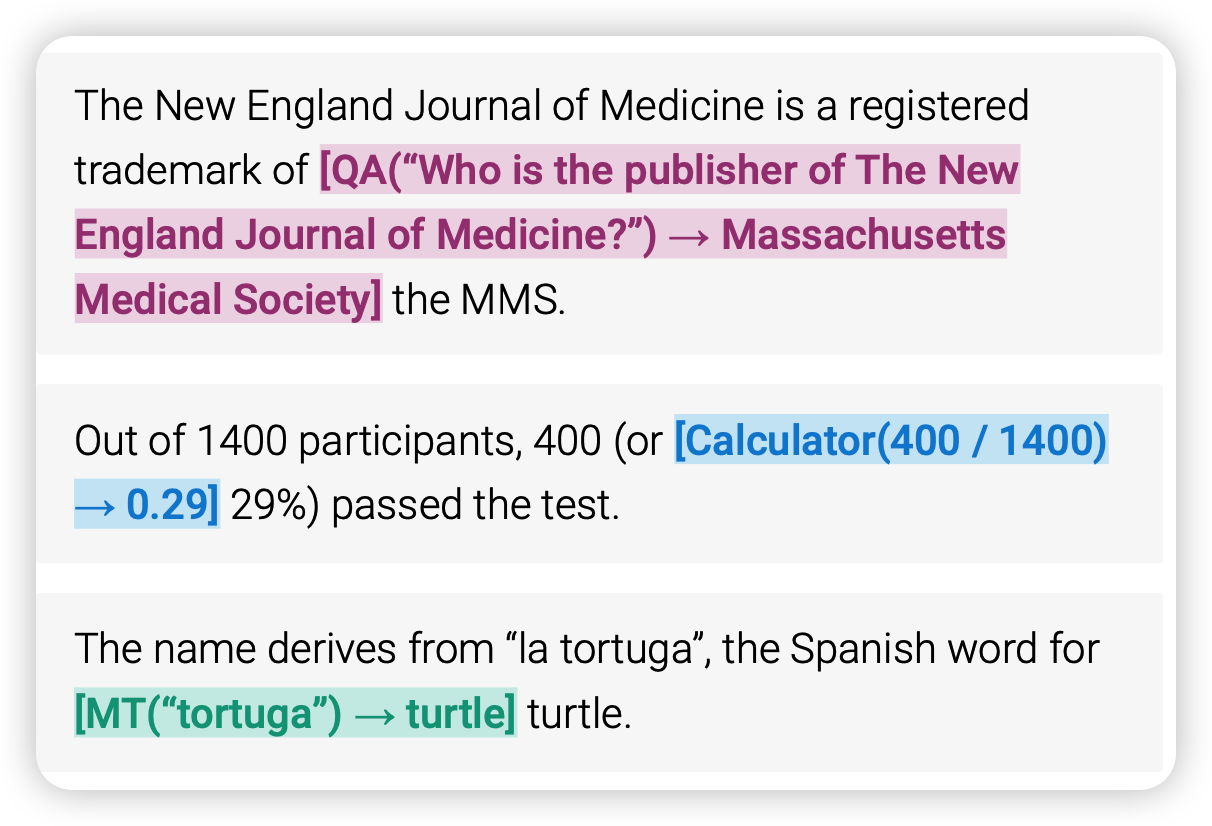 The New England Journal of Medicine is a registered
trademark of [QA(“Who is the publisher of The New
England Journal of Medicine?”) → Massachusetts
Medical Society] the MMS.
Out of 1400 participants, 400 (or [Calculator(400 / 1400)
→ 0.29] 29%) passed the test.
The name derives from “la tortuga”, the Spanish word for
[MT(“tortuga”) → turtle] turtle.